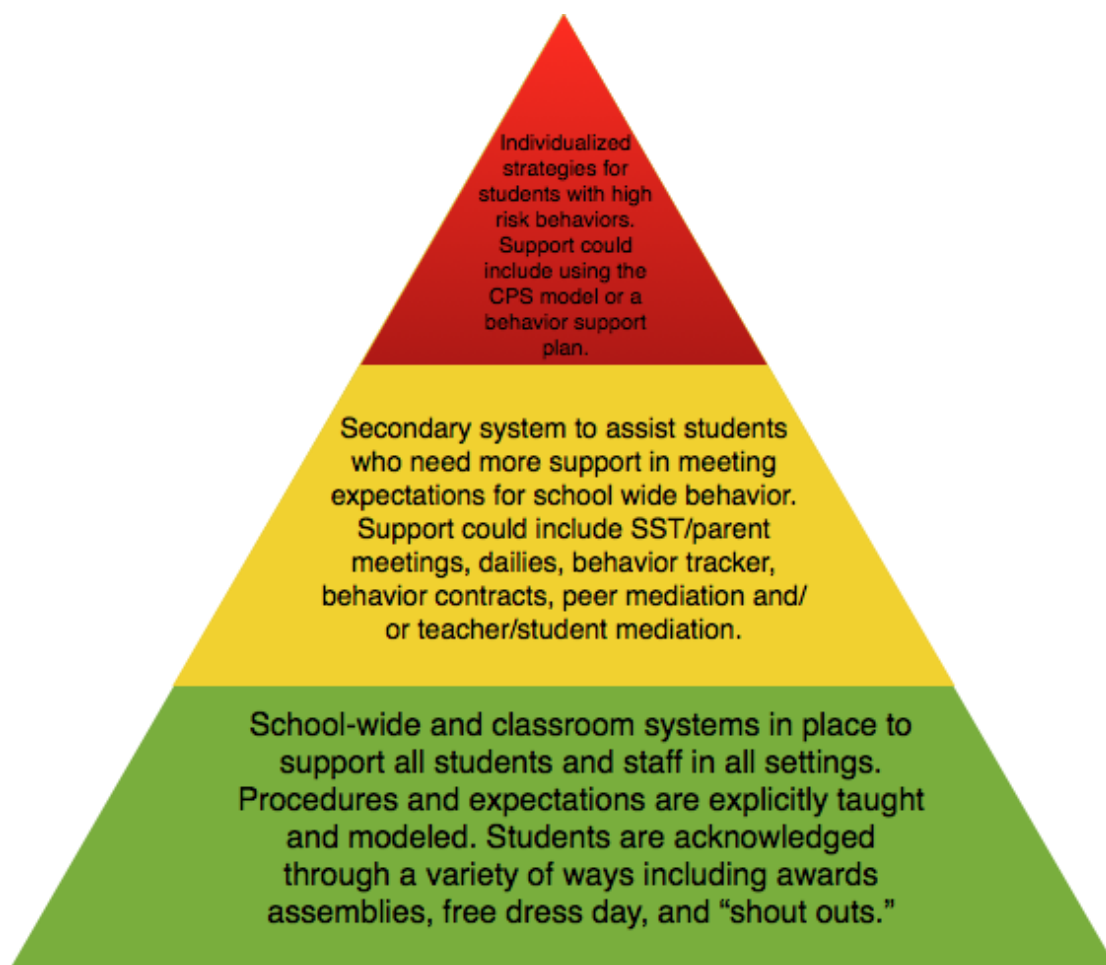 Individualized
strategies for
students with high
risk behaviors.
Support could
include using the
CPS model or a
behavior support
plan.
Secondary system to assist students
who need more support in meeting
expectations for school wide behavior.
Support could include SST/parent
meetings, dailies, behavior tracker,
behavior contracts, peer mediation and/
or teacher/student mediation.
School-wide and classroom systems in place to
support all students and staff in all settings.
Procedures and expectations are explicitly taught
and modeled. Students are acknowledged
through a variety of ways including awards
assemblies, free dress day, and “shout outs.”